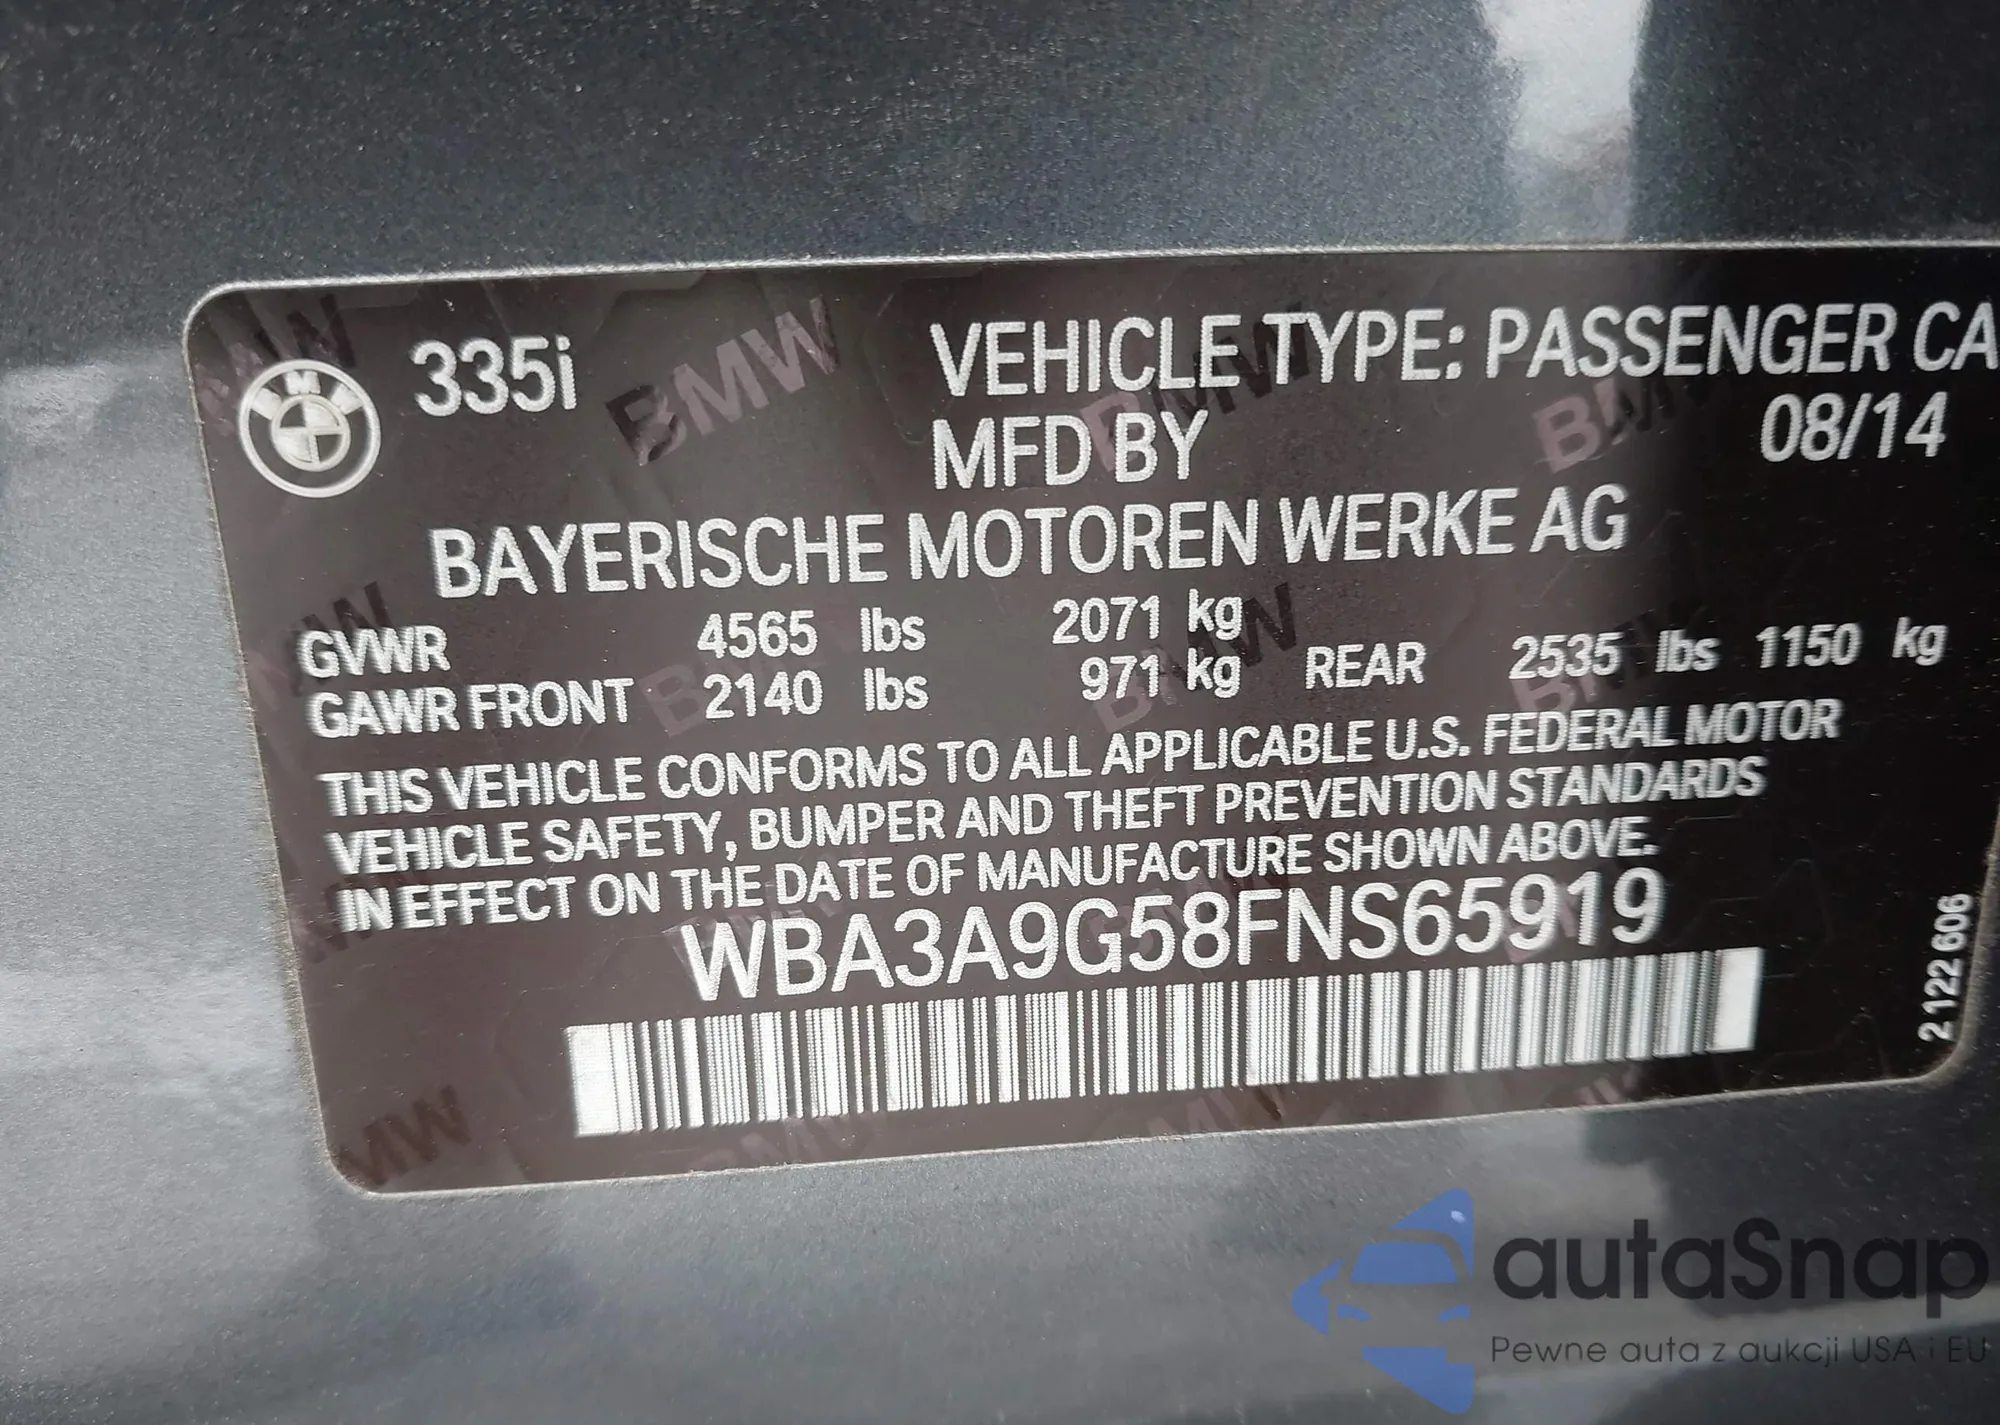 335i
VEHICLE TYPE: PASSENGER CA
MFD BY
08/14
BAYERISCHE MOTOREN WERKE AG
GVWR 4565 lbs 2071 kg
GAWR FRONT 2140 lbs 971 kg REAR 2535 lbs 1150 kg
THIS VEHICLE CONFORMS TO ALL APPLICABLE U.S. FEDERAL MOTOR
VEHICLE SAFETY, BUMPER AND THEFT PREVENTION STANDARDS
IN EFFECT ON THE DATE OF MANUFACTURE SHOWN ABOVE.
WBA3A9G58FNS65919
2 122 606
autaSnap
Pewne auta z aukcji USA i EU